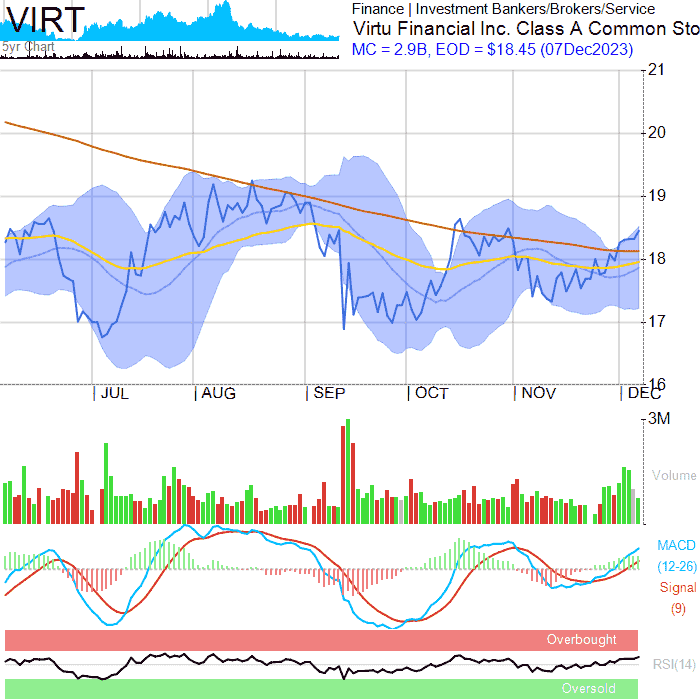 VIRT
Finance | Investment Bankers/Brokers/Service
Virtu Financial Inc. Class A Common Sto
MC = 2.9B, EOD = $18.45 (07Dec2023)
5yr Chart
21
20
19
18
17
16
JUL AUG SEP OCT NOV DEC
3M
Volume
MACD
(12-26)
Signal
(9)
Overbought
RSI(14)
Oversold